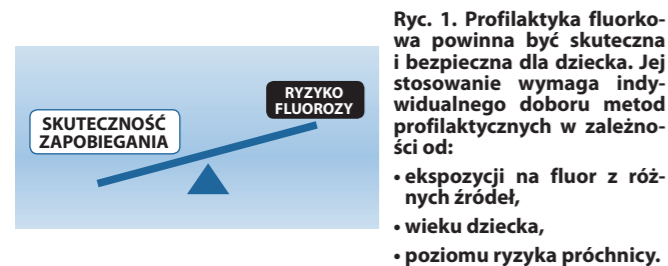 RYZYKO
FLUOROZY
SKUTECZNOŚĆ
ZAPOBIEGANIA
Ryc. 1. Profilaktyka fluorko-
wa powinna być skuteczna
i bezpieczna dla dziecka. Jej
stosowanie wymaga indy-
widualnego doboru metod
profilaktycznych w zależno-
ści od:
• ekspozycji na fluor z róż-
nych źródeł,
• wieku dziecka,
• poziomu ryzyka próchnicy.